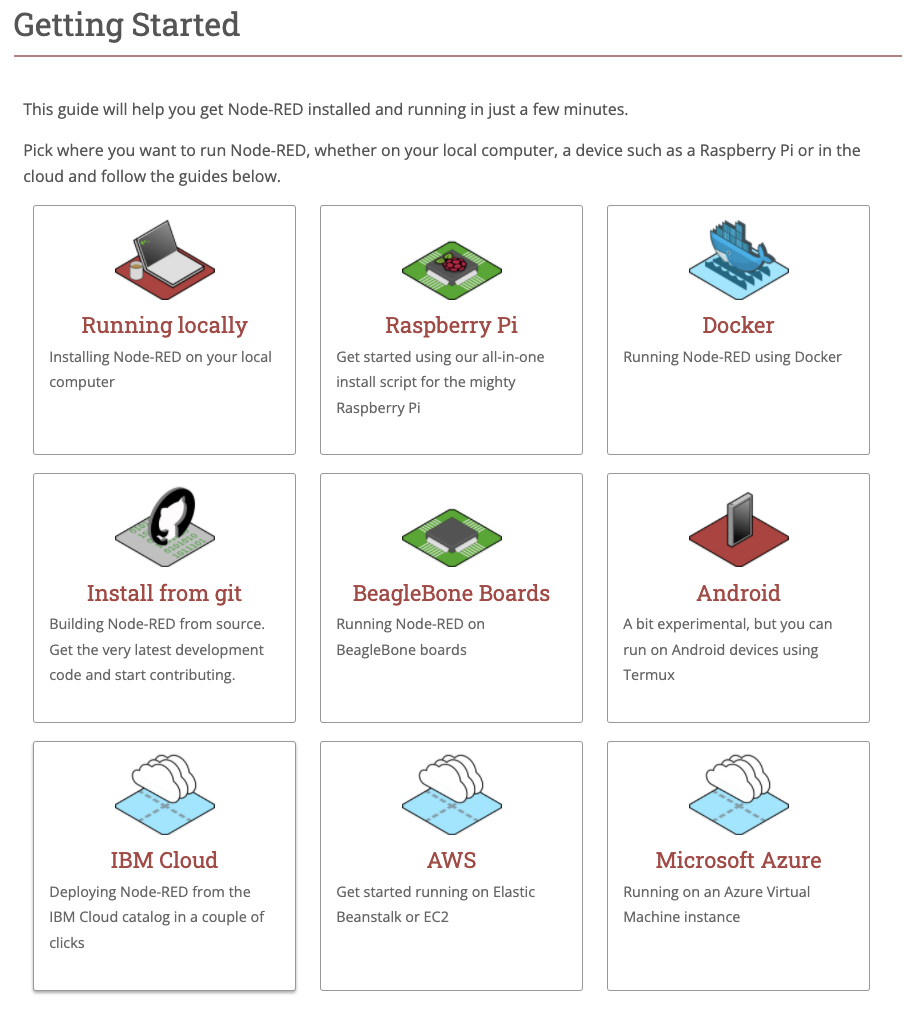 Getting Started
This guide will help you get Node-RED installed and running in just a few minutes.
Pick where you want to run Node-RED, whether on your local computer, a device such as a Raspberry Pi or in the
cloud and follow the guides below.
Running locally
Installing Node-RED on your local
computer
Raspberry Pi
Get started using our all-in-one
install script for the mighty
Raspberry Pi
Docker
Running Node-RED using Docker
Install from git
Building Node-RED from source.
Get the very latest development
code and start contributing.
BeagleBone Boards
Running Node-RED on
BeagleBone boards
Android
A bit experimental, but you can
run on Android devices using
Termux
IBM Cloud
Deploying Node-RED from the
IBM Cloud catalog in a couple of
clicks
AWS
Get started running on Elastic
Beanstalk or EC2
Microsoft Azure
Running on an Azure Virtual
Machine instance